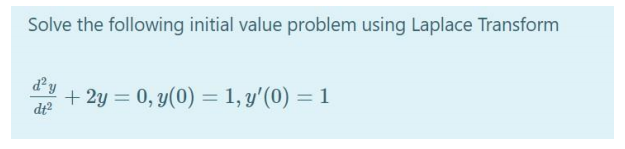 Solve the following initial value problem using Laplace Transform
d²y/dt² + 2y = 0, y(0) = 1, y′(0) = 1